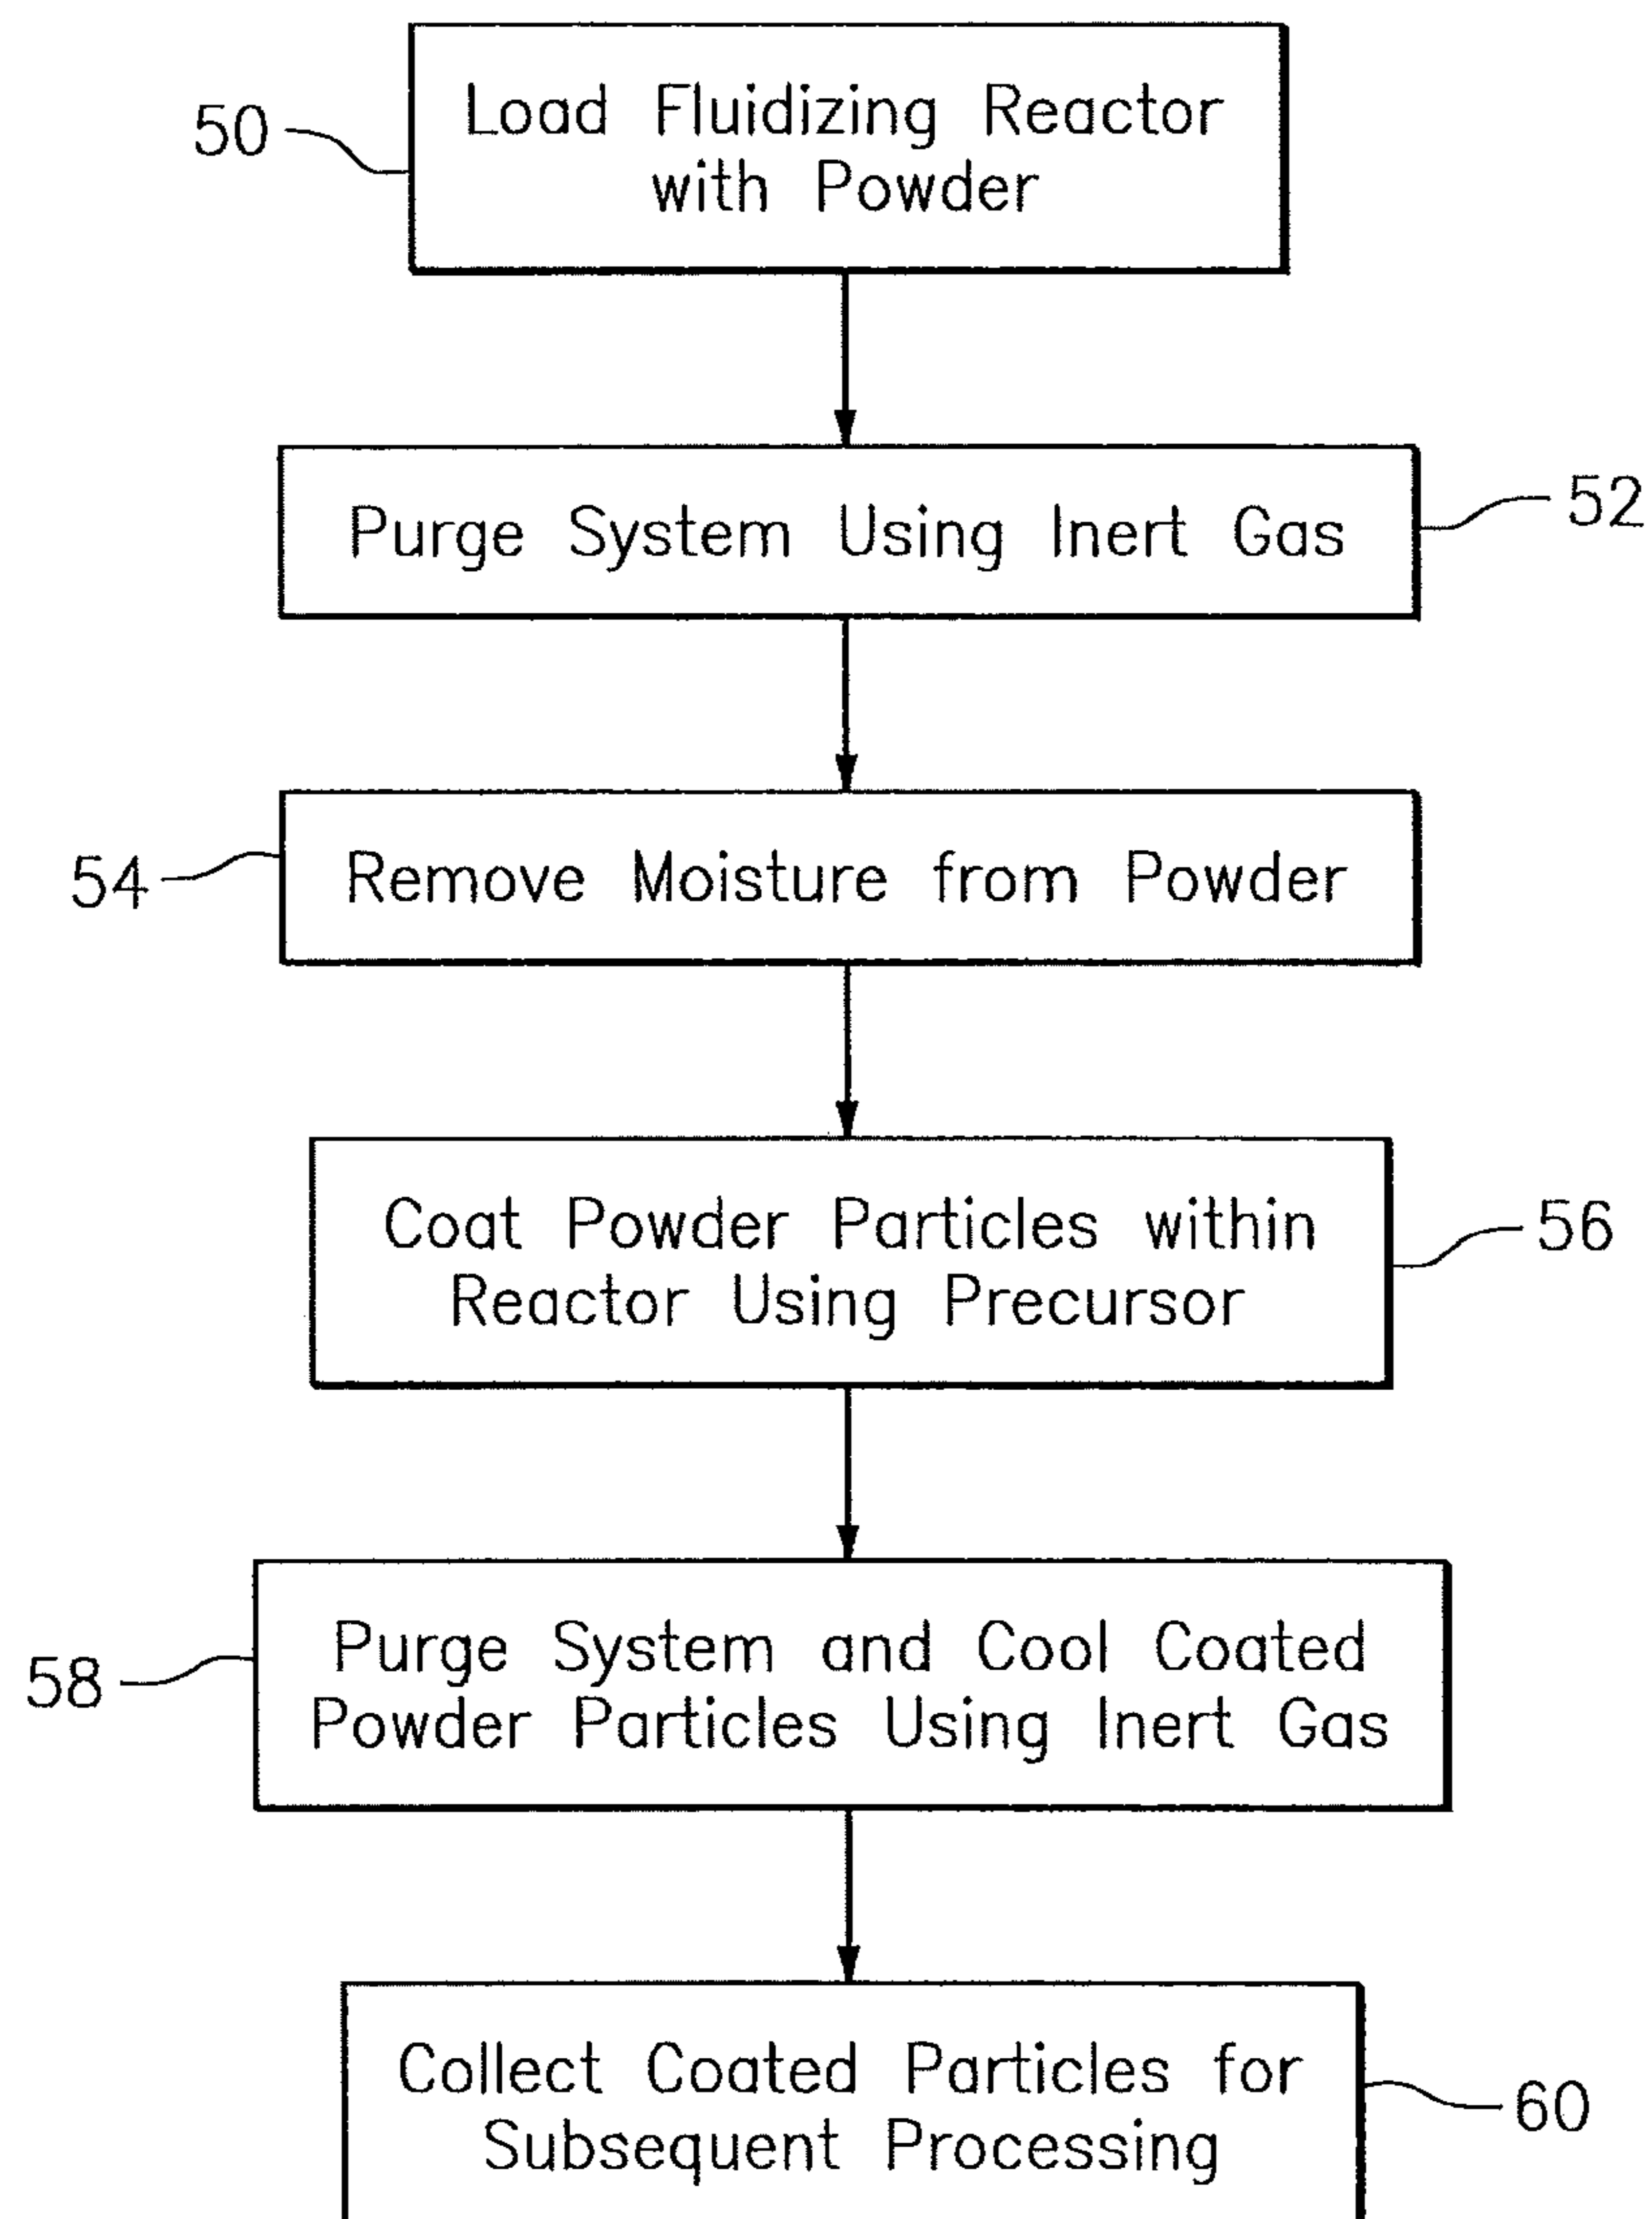 50
Load Fluidizing Reactor
with Powder
Purge System Using Inert Gas
52
54
Remove Moisture from Powder
Coat Powder Particles within
Reactor Using Precursor
56
58
Purge System and Cool Coated
Powder Particles Using Inert Gas
Collect Coated Particles for
Subsequent Processing
60